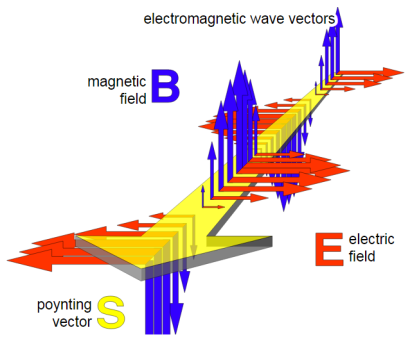 electromagnetic wave vectors
magnetic
field
B
E
electric
field
poynting
vector
S